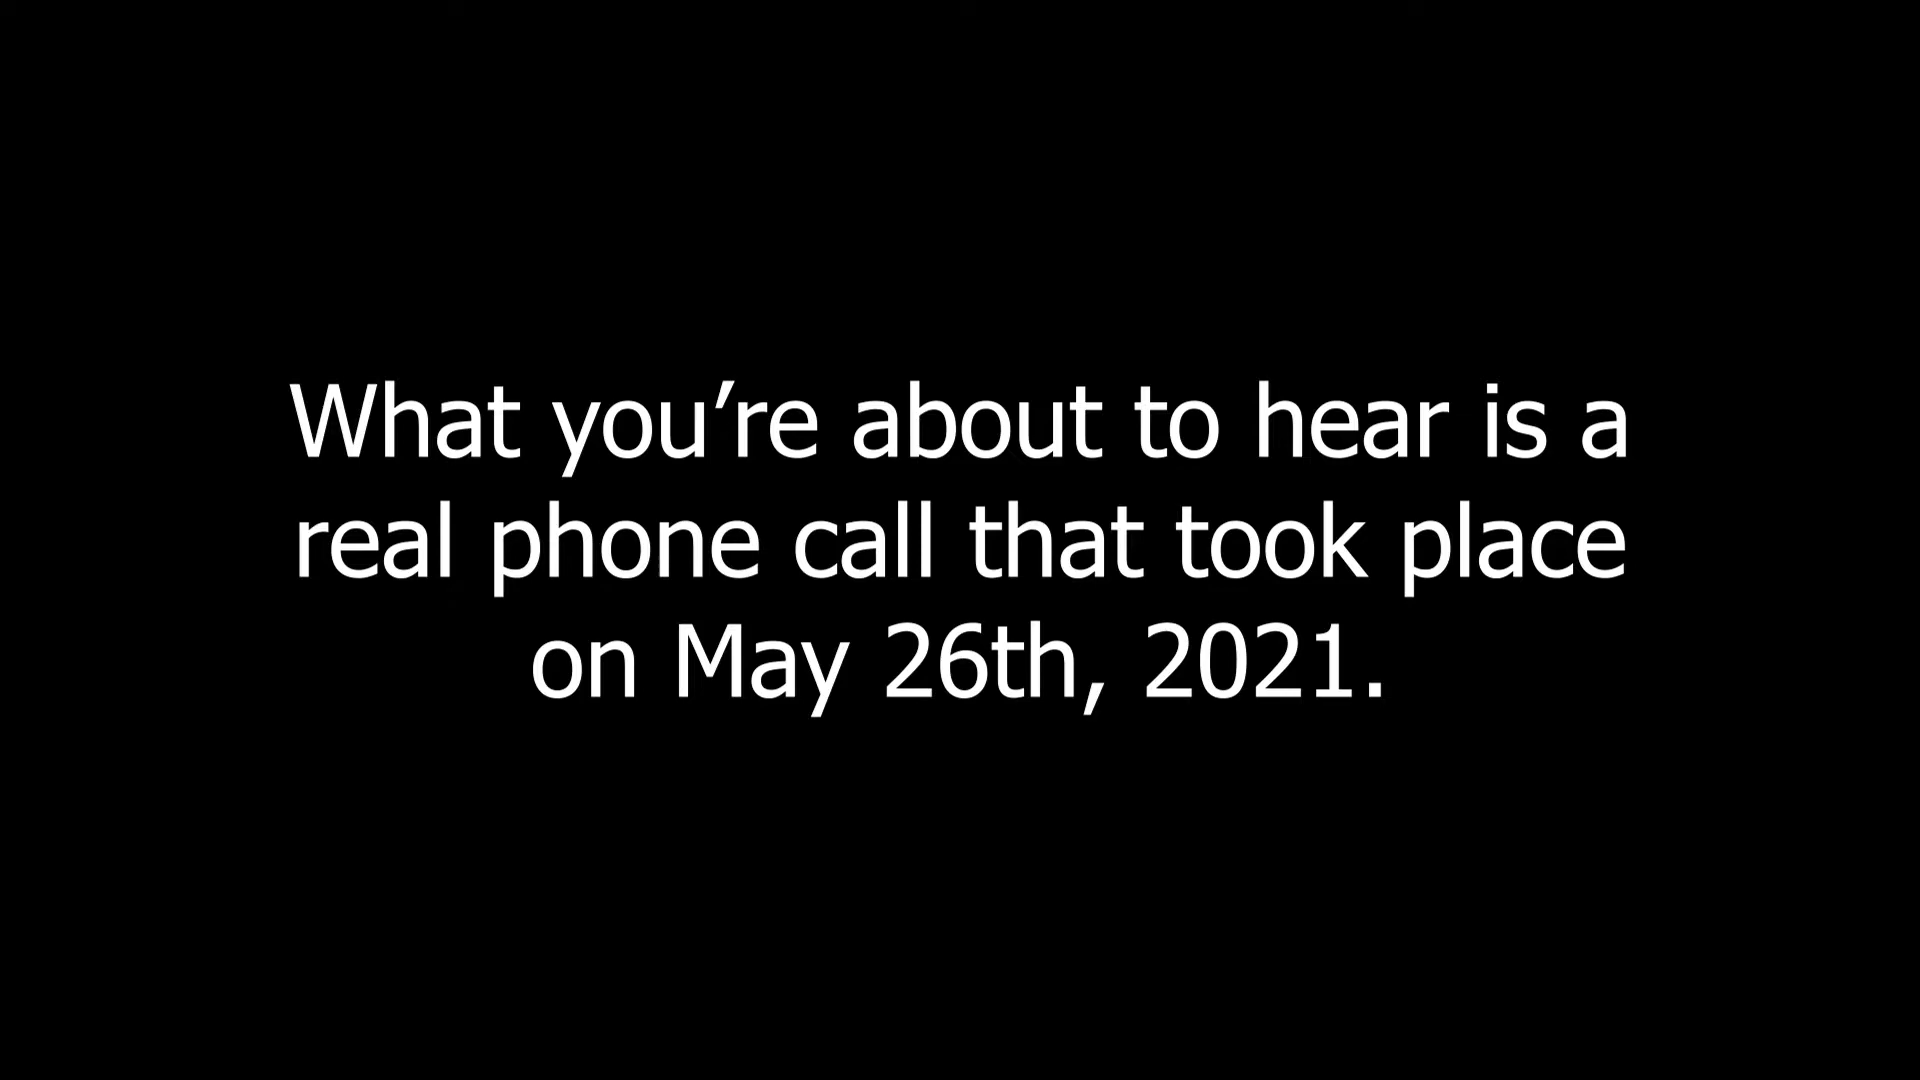 What you’re about to hear is a
real phone call that took place
on May 26th, 2021.